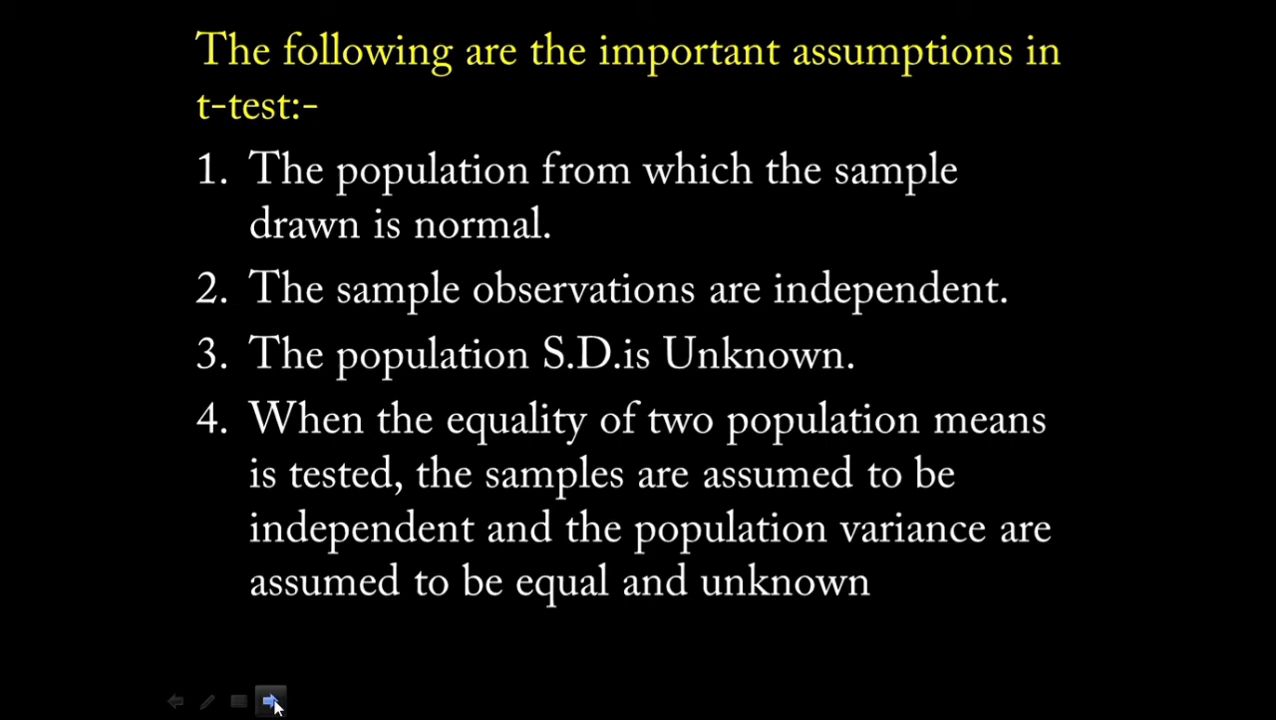 The following are the important assumptions in
t-test:-
1. The population from which the sample
drawn is normal.
2. The sample observations are independent.
3. The population S.D.is Unknown.
4. When the equality of two population means
is tested, the samples are assumed to be
independent and the population variance are
assumed to be equal and unknown